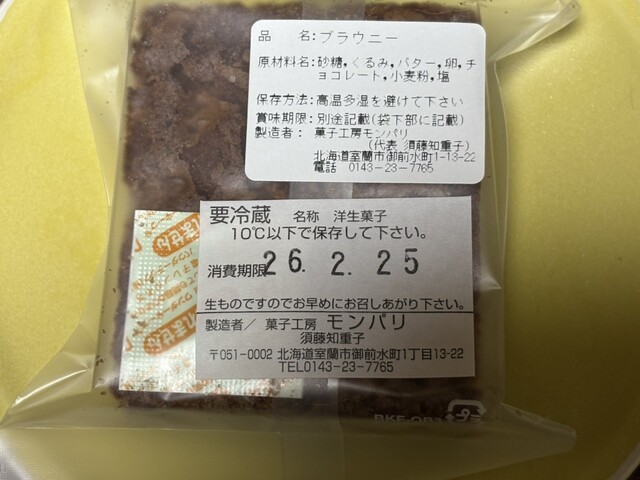 品　名:ブラウニー
原材料名:砂糖,くるみ,バター,卵,チ
ョコレート,小麦粉,塩
保存方法:高温多湿を避けて下さい
賞味期限:別途記載(袋下部に記載)
製造者: 菓子工房モンパリ
(代表 須藤知重子)
北海道室蘭市御前水町1-13-22
電話 0143-23-7765
要冷蔵 名称 洋生菓子
10℃以下で保存して下さい。
消費期限 26. 2. 25
生ものですのでお早めにお召しあがり下さい。
製造者/ 菓子工房 モンパリ
須藤知重子
〒051-0002 北海道室蘭市御前水町1丁目13-22
TEL0143-23-7765
プラ